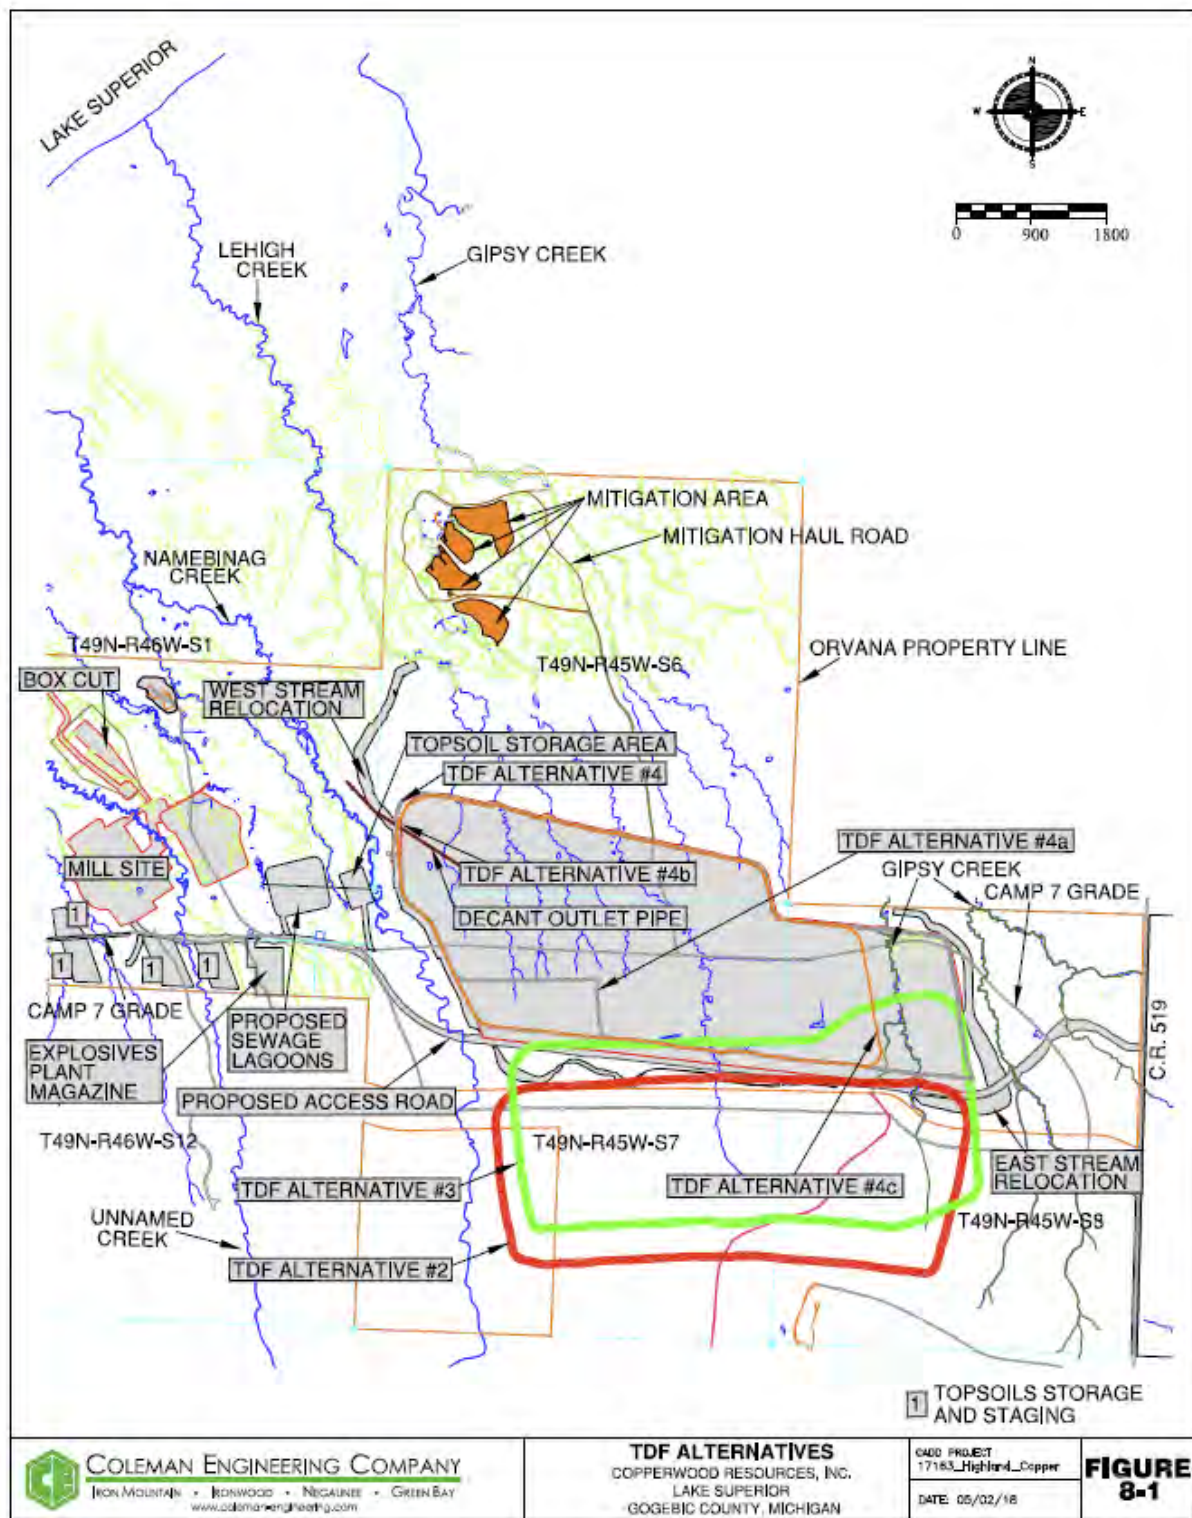 LAKE SUPERIOR
N
W E
S
0 900 1800
LEHIGH
CREEK
GIPSY CREEK
MITIGATION AREA
MITIGATION HAUL ROAD
NAMEBINAG
CREEK
T49N-R46W-S1
T49N-R45W-S6
ORVANA PROPERTY LINE
BOX CUT
WEST STREAM
RELOCATION
TOPSOIL STORAGE AREA
TDF ALTERNATIVE #4
TDF ALTERNATIVE #4a
GIPSY CREEK
CAMP 7 GRADE
MILL SITE
TDF ALTERNATIVE #4b
DECANT OUTLET PIPE
1
1
1
1
CAMP 7 GRADE
PROPOSED
SEWAGE
LAGOONS
EXPLOSIVES
PLANT
MAGAZINE
PROPOSED ACCESS ROAD
C.R. 519
T49N-R46W-S12
T49N-R45W-S7
TDF ALTERNATIVE #3
TDF ALTERNATIVE #4c
EAST STREAM
RELOCATION
T49N-R45W-S8
UNNAMED
CREEK
TDF ALTERNATIVE #2
1 TOPSOILS STORAGE
AND STAGING
COLEMAN ENGINEERING COMPANY
IRON MOUNTAIN • IRONWOOD • NEGAUNEE • GREEN BAY
www.coleman-engineering.com
TDF ALTERNATIVES
COPPERWOOD RESOURCES, INC.
LAKE SUPERIOR
GOGEBIC COUNTY, MICHIGAN
CADD PROJECT
17163_Highland_Copper
DATE: 05/02/18
FIGURE
8-1